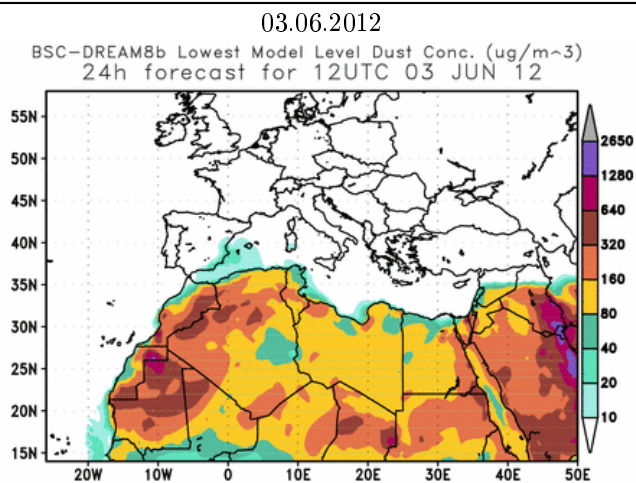 03.06.2012
BSC-DREAM8b Lowest Model Level Dust Conc. (ug/m^3)
24h forecast for 12UTC 03 JUN 12
55N
50N
45N
40N
35N
30N
25N
20N
15N
20W 10W 0 10E 20E 30E 40E 50E
2650
1280
640
320
160
80
40
20
10